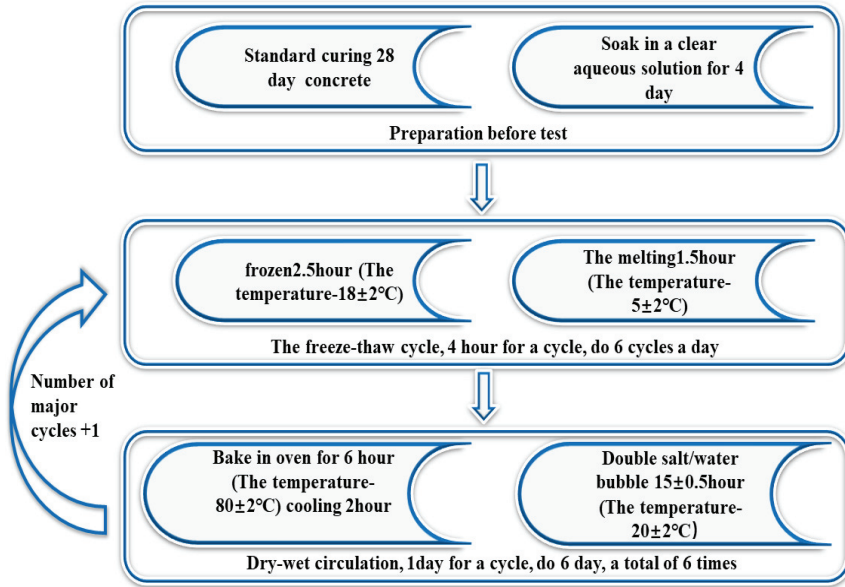 Standard curing 28
day concrete
Soak in a clear
aqueous solution for 4
day
Preparation before test
frozen2.5hour (The
temperature-18±2℃)
The melting1.5hour
(The temperature-
5±2℃)
The freeze-thaw cycle, 4 hour for a cycle, do 6 cycles a day
Number of
major
cycles +1
Bake in oven for 6 hour
(The temperature-
80±2℃) cooling 2hour
Double salt/water
bubble 15±0.5hour
(The temperature-
20±2℃)
Dry-wet circulation, 1day for a cycle, do 6 day, a total of 6 times